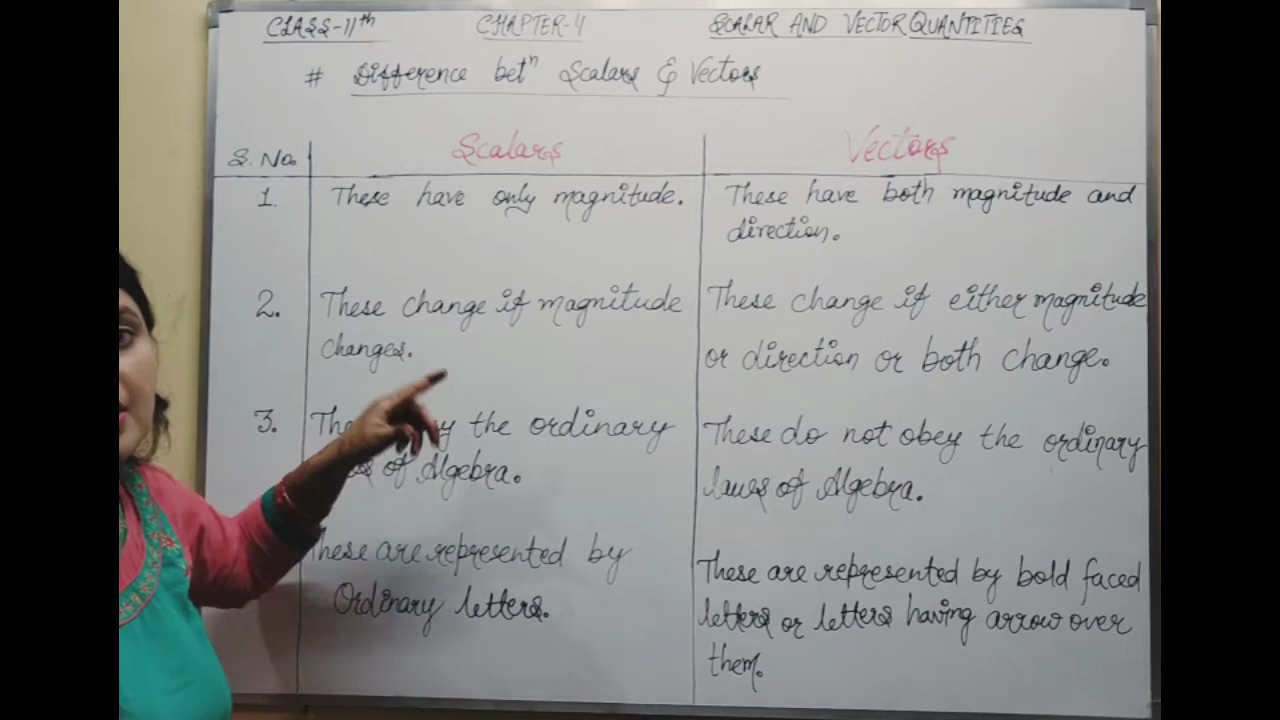 CLASS-11th CHAPTER-4 SCALAR AND VECTOR QUANTITIES
# Difference betn Scalars & Vectors
S. No. Scalars Vectors
1. These have only magnitude. These have both magnitude and
direction.
2. These change if magnitude These change if either magnitude
changes. or direction or both change.
3. the ordinary These do not obey the ordinary
of Algebra. laws of Algebra.
These are represented by These are represented by bold faced
Ordinary letters. letters or letters having arrow over
them.